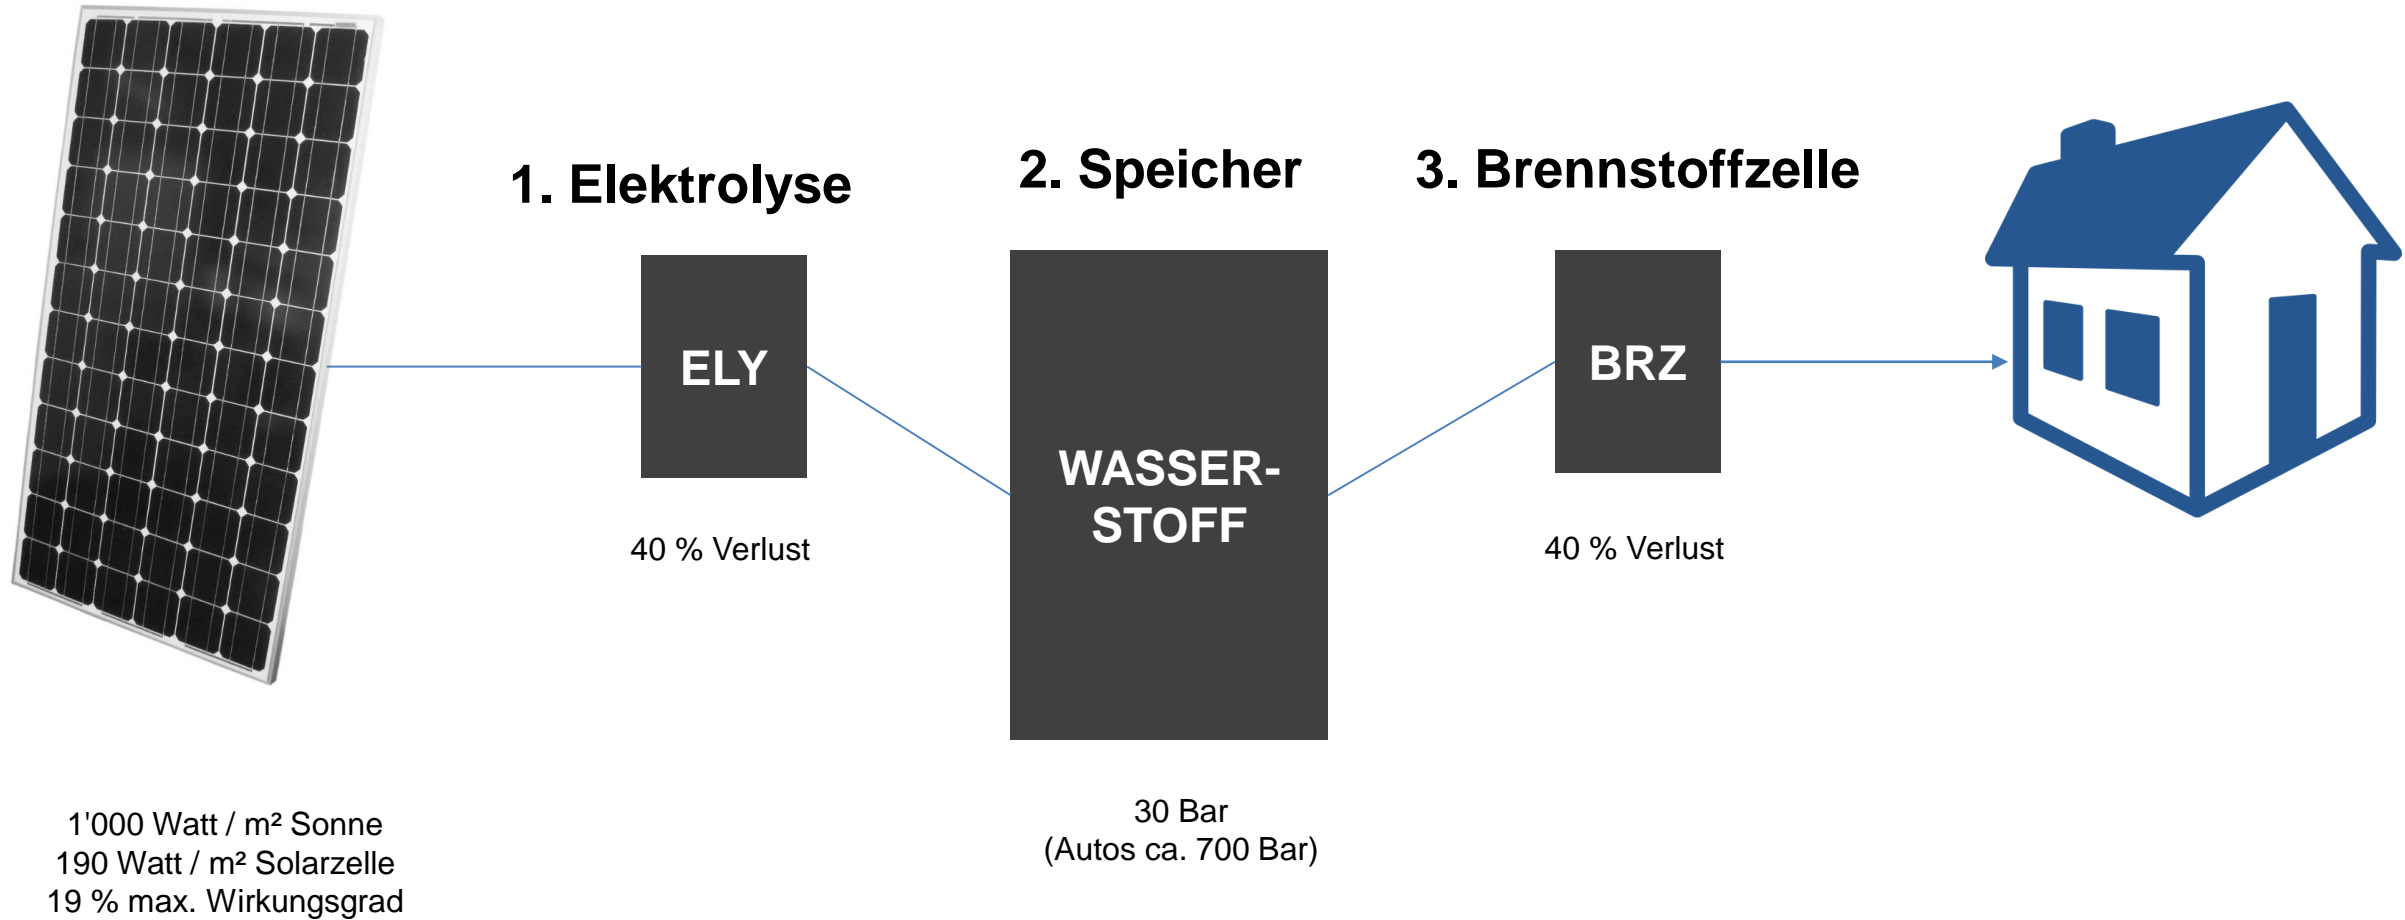 1. Elektrolyse
2. Speicher
3. Brennstoffzelle
ELY
WASSER-
STOFF
BRZ
40 % Verlust
40 % Verlust
30 Bar
(Autos ca. 700 Bar)
1'000 Watt / m² Sonne
190 Watt / m² Solarzelle
19 % max. Wirkungsgrad